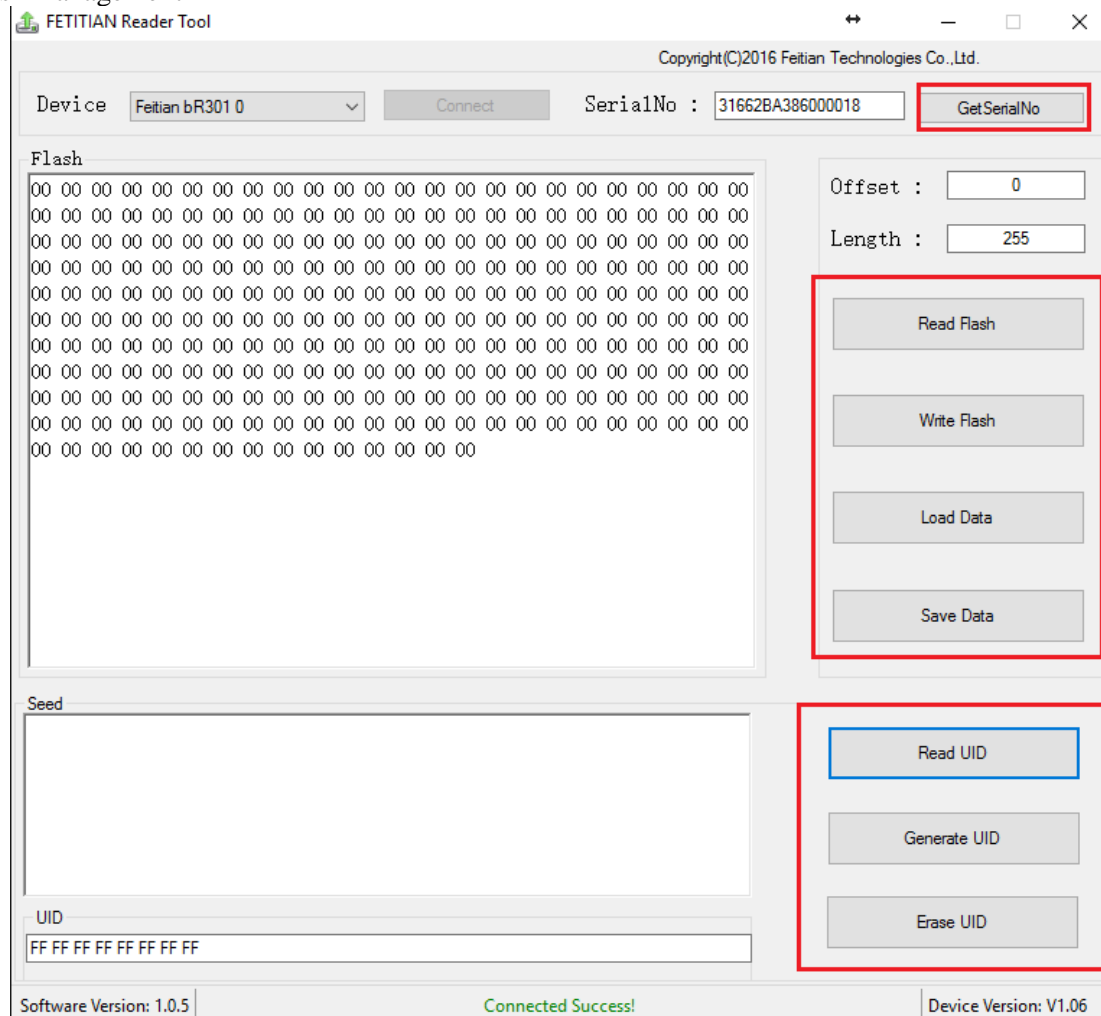 FETITIAN Reader Tool
Copyright(C)2016 Feitian Technologies Co.,Ltd.
Device Feitian bR301 0 Connect SerialNo : 31662BA386000018 GetSerialNo
Flash
00 00 00 00 00 00 00 00 00 00 00 00 00 00 00 00 00 00 00 00 00 00 00 00
00 00 00 00 00 00 00 00 00 00 00 00 00 00 00 00 00 00 00 00 00 00 00 00
00 00 00 00 00 00 00 00 00 00 00 00 00 00 00 00 00 00 00 00 00 00 00 00
00 00 00 00 00 00 00 00 00 00 00 00 00 00 00 00 00 00 00 00 00 00 00 00
00 00 00 00 00 00 00 00 00 00 00 00 00 00 00 00 00 00 00 00 00 00 00 00
00 00 00 00 00 00 00 00 00 00 00 00 00 00 00 00 00 00 00 00 00 00 00 00
00 00 00 00 00 00 00 00 00 00 00 00 00 00 00 00 00 00 00 00 00 00 00 00
00 00 00 00 00 00 00 00 00 00 00 00 00 00 00 00 00 00 00 00 00 00 00 00
00 00 00 00 00 00 00 00 00 00 00 00 00 00 00 00 00 00 00 00 00 00 00 00
00 00 00 00 00 00 00 00 00 00 00 00 00 00 00 00 00 00 00 00 00 00 00 00
00 00 00 00 00 00 00 00 00 00 00 00 00 00 00
Offset : 0
Length : 255
Read Flash
Write Flash
Load Data
Save Data
Seed
Read UID
Generate UID
Erase UID
UID
FF FF FF FF FF FF FF FF
Software Version: 1.0.5 Connected Success! Device Version: V1.06